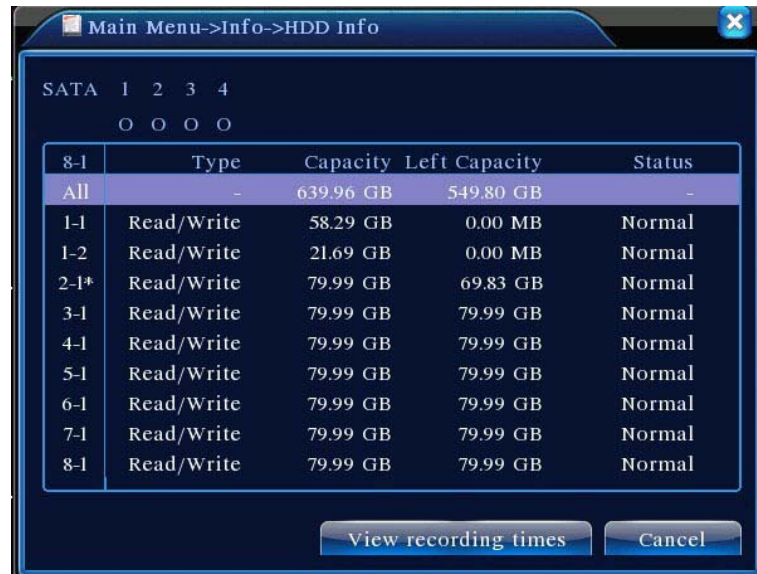 Main Menu->Info->HDD Info
SATA 1 2 3 4
O O O O
8-1 Type Capacity Left Capacity Status
All - 639.96 GB 549.80 GB -
1-1 Read/Write 58.29 GB 0.00 MB Normal
1-2 Read/Write 21.69 GB 0.00 MB Normal
2-1* Read/Write 79.99 GB 69.83 GB Normal
3-1 Read/Write 79.99 GB 79.99 GB Normal
4-1 Read/Write 79.99 GB 79.99 GB Normal
5-1 Read/Write 79.99 GB 79.99 GB Normal
6-1 Read/Write 79.99 GB 79.99 GB Normal
7-1 Read/Write 79.99 GB 79.99 GB Normal
8-1 Read/Write 79.99 GB 79.99 GB Normal
View recording times Cancel